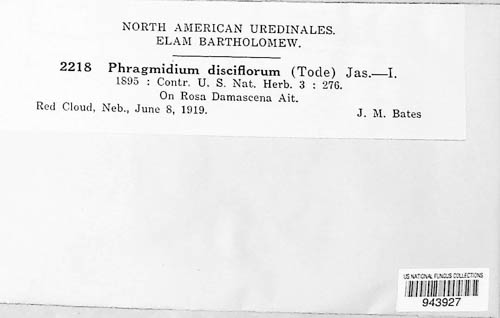 NORTH AMERICAN UREDINALES.
ELAM BARTHOLOMEW.
2218 Phragmidium disciflorum (Tode) Jas.—I.
1895 : Contr. U. S. Nat. Herb. 3 : 276.
On Rosa Damascena Ait.
Red Cloud, Neb., June 8, 1919. J. M. Bates
US NATIONAL FUNGUS COLLECTIONS
943927